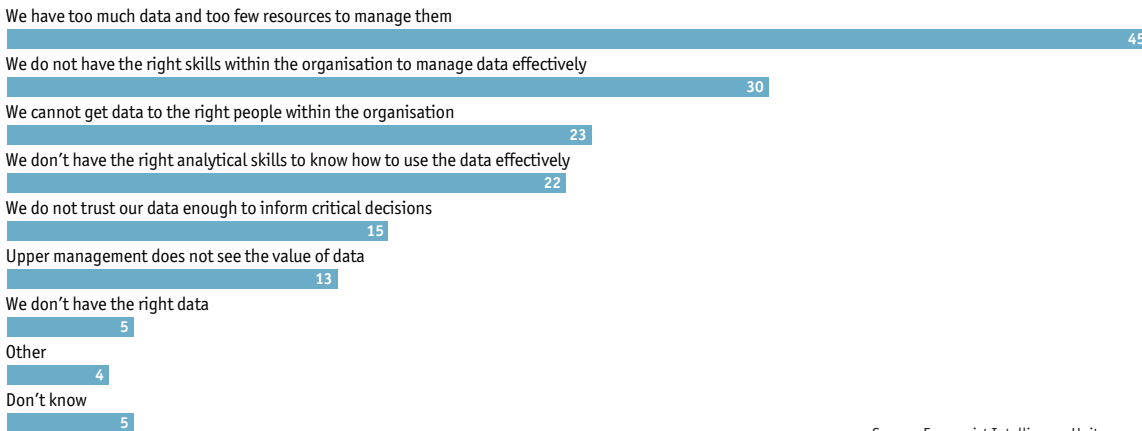 We have too much data and too few resources to manage them
45
We do not have the right skills within the organisation to manage data effectively
30
We cannot get data to the right people within the organisation
23
We don’t have the right analytical skills to know how to use the data effectively
22
We do not trust our data enough to inform critical decisions
15
Upper management does not see the value of data
13
We don’t have the right data
5
Other
4
Don’t know
5